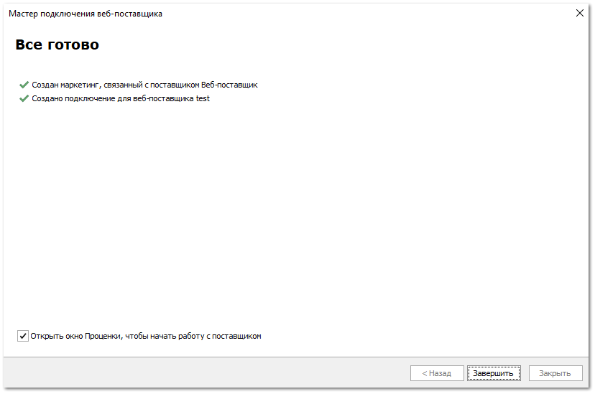 Мастер подключения веб-поставщика
Все готово
Создан маркетинг, связанный с поставщиком Веб-поставщик
Создано подключение для веб-поставщика test
Открыть окно Проценки, чтобы начать работу с поставщиком
< Назад
Завершить
Закрыть